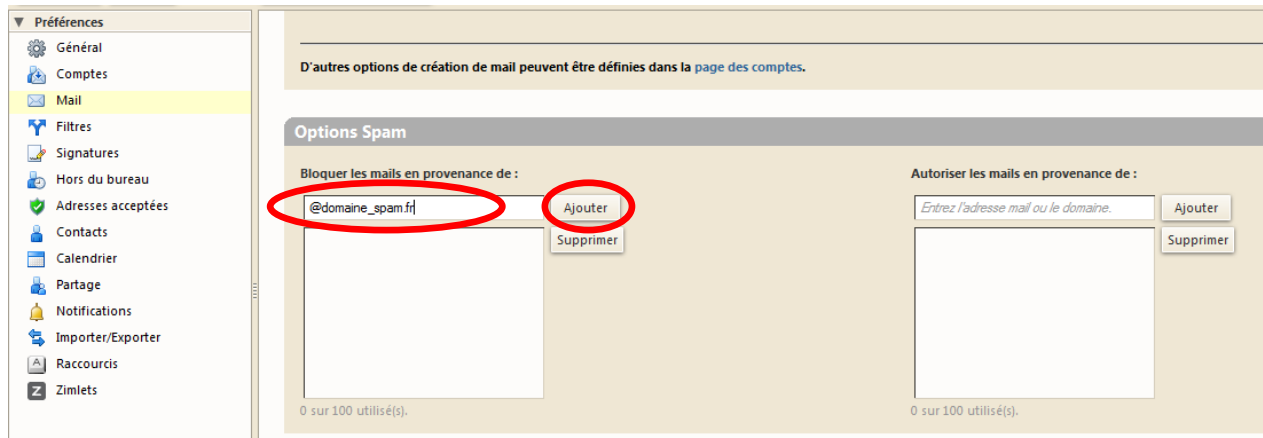 Préférences
Général
Comptes
Mail
Filtres
Signatures
Hors du bureau
Adresses acceptées
Contacts
Calendrier
Partage
Notifications
Importer/Exporter
Raccourcis
Zimlets
D'autres options de création de mail peuvent être définies dans la page des comptes.
Options Spam
Bloquer les mails en provenance de :
@domaine_spam.fr
Ajouter
Supprimer
0 sur 100 utilisé(s).
Autoriser les mails en provenance de :
Entrez l'adresse mail ou le domaine.
Ajouter
Supprimer
0 sur 100 utilisé(s).